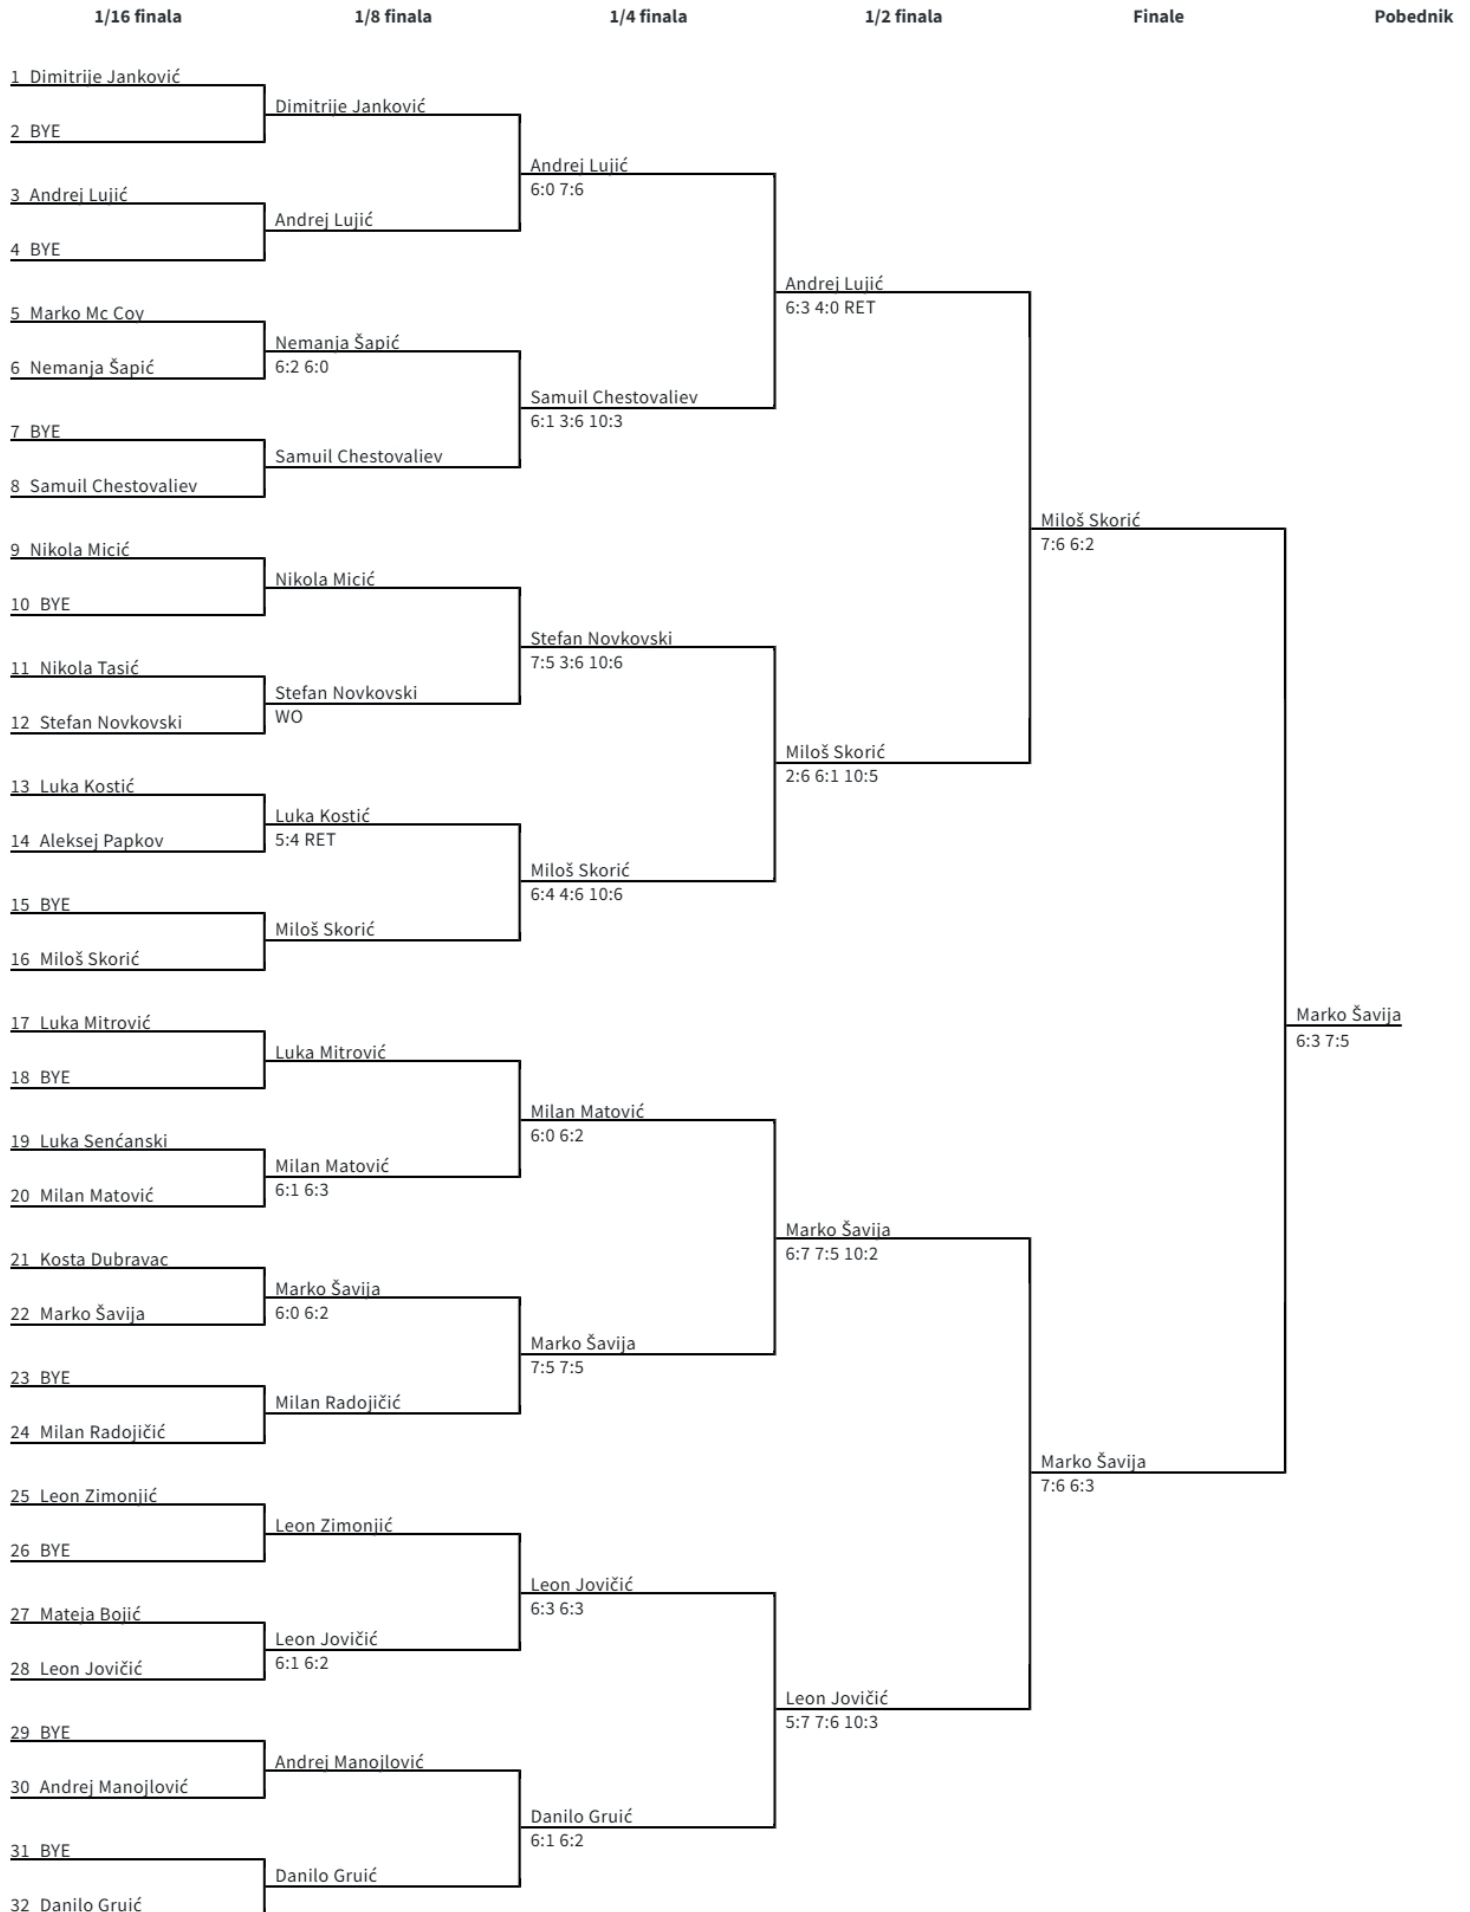 1/16 finala 1/8 finala 1/4 finala 1/2 finala Finale Pobednik
1 Dimitrije Janković
Dimitrije Janković
2 BYE
Andrej Lujić
6:0 7:6
3 Andrej Lujić
Andrej Lujić
4 BYE
Andrej Lujić
6:3 4:0 RET
5 Marko Mc Coy
Nemanja Šapić
6 Nemanja Šapić
6:2 6:0
Samuil Chestovaliev
6:1 3:6 10:3
7 BYE
Samuil Chestovaliev
8 Samuil Chestovaliev
Miloš Skorić
7:6 6:2
9 Nikola Micić
Nikola Micić
10 BYE
Stefan Novkovski
7:5 3:6 10:6
11 Nikola Tasić
Stefan Novkovski
12 Stefan Novkovski
WO
Miloš Skorić
2:6 6:1 10:5
13 Luka Kostić
Luka Kostić
14 Aleksej Papkov
5:4 RET
Miloš Skorić
6:4 4:6 10:6
15 BYE
Miloš Skorić
16 Miloš Skorić
Marko Šavija
6:3 7:5
17 Luka Mitrović
Luka Mitrović
18 BYE
Milan Matović
6:0 6:2
19 Luka Senćanski
Milan Matović
20 Milan Matović
6:1 6:3
Marko Šavija
6:7 7:5 10:2
21 Kosta Dubravac
Marko Šavija
22 Marko Šavija
6:0 6:2
Marko Šavija
7:5 7:5
23 BYE
Milan Radojičić
24 Milan Radojičić
Marko Šavija
7:6 6:3
25 Leon Zimonjić
Leon Zimonjić
26 BYE
Leon Jovičić
6:3 6:3
27 Mateja Bojić
Leon Jovičić
28 Leon Jovičić
6:1 6:2
Leon Jovičić
5:7 7:6 10:3
29 BYE
Andrej Manojlović
30 Andrej Manojlović
Danilo Gruić
6:1 6:2
31 BYE
Danilo Gruić
32 Danilo Gruić